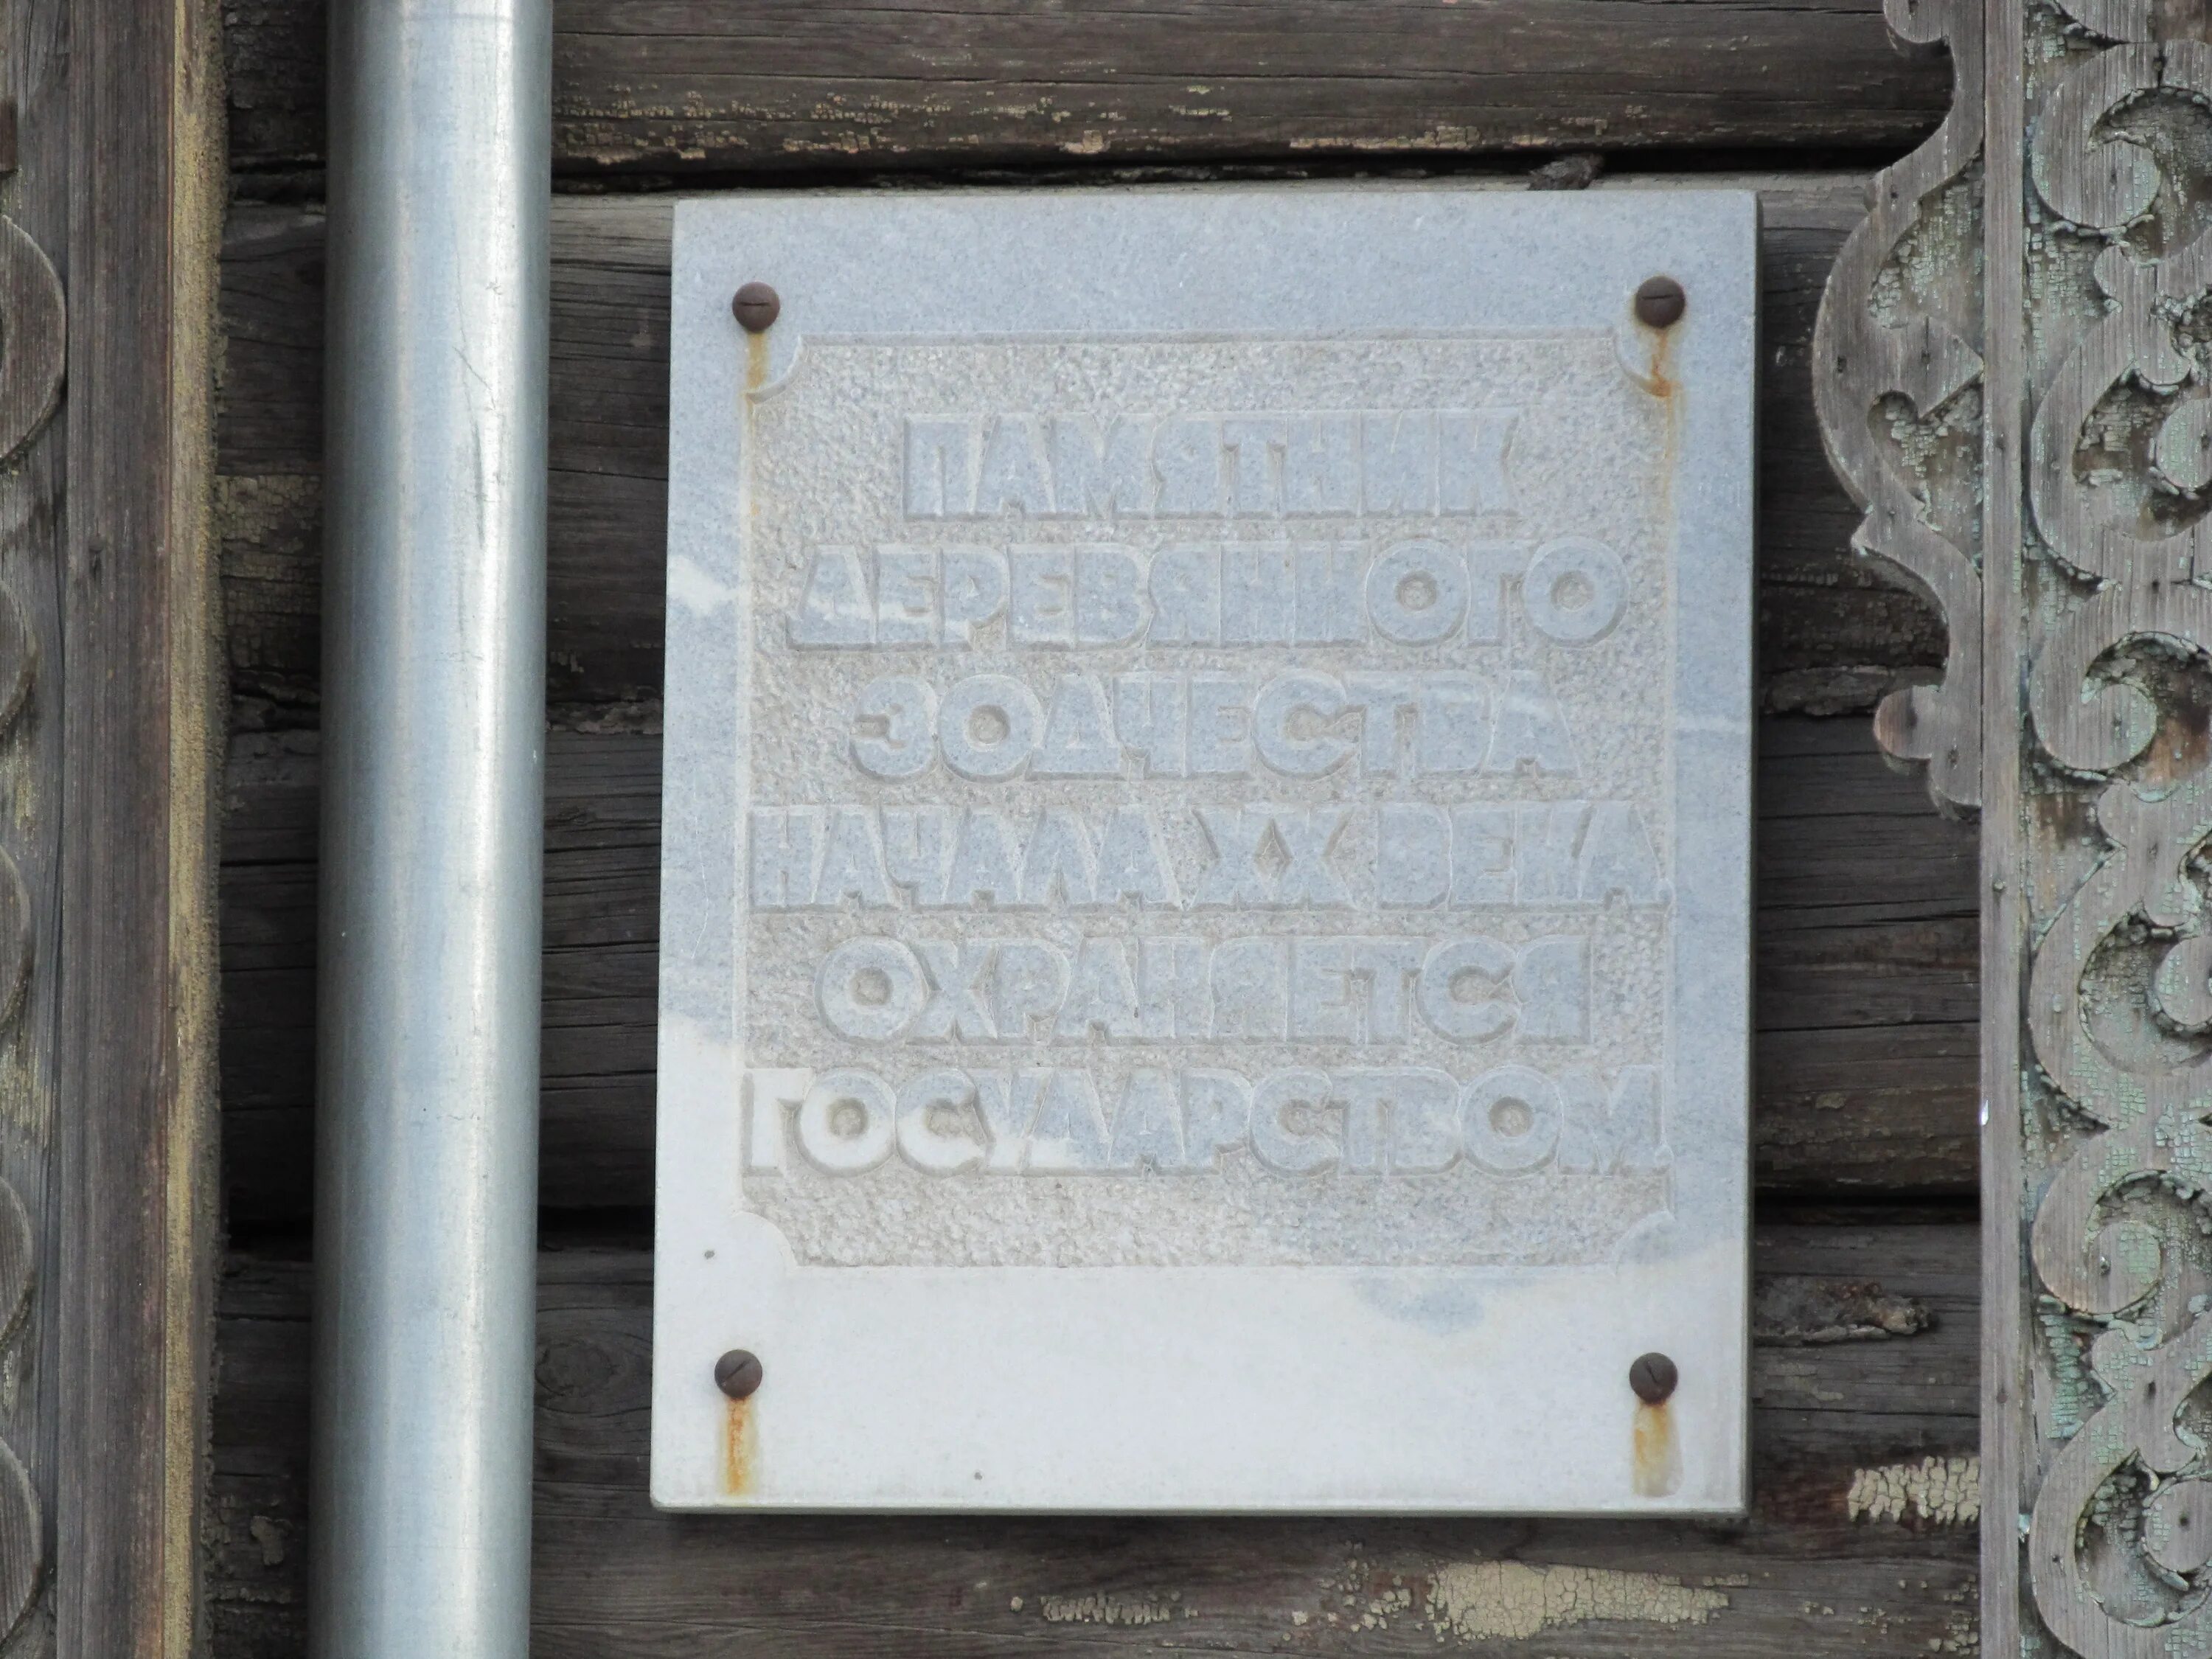 ПАМЯТНИК
ДЕРЕВЯННОГО
ЗОДЧЕСТВА
НАЧАЛА XX ВЕКА.
ОХРАНЯЕТСЯ
ГОСУДАРСТВОМ.